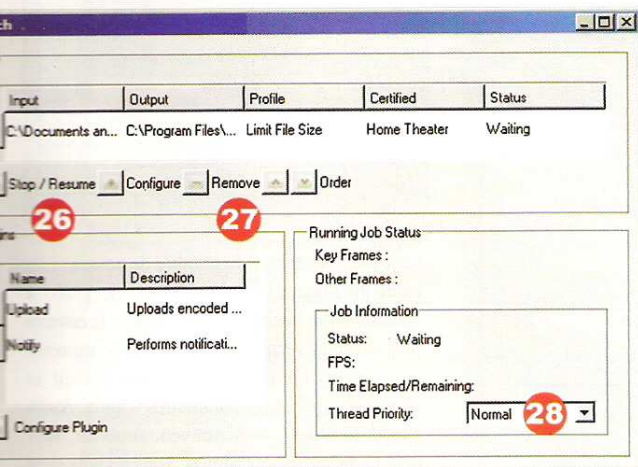 ch
Input Output Profile Certified Status
C:\Documents an... C:\Program Files\... Limit File Size Home Theater Waiting
Stop / Resume Configure Remove Order
26 27
ins
Name Description
Upload Uploads encoded ...
Notify Performs notificati...
Configure Plugin
Running Job Status
Key Frames :
Other Frames :
Job Information
Status: Waiting
FPS:
Time Elapsed/Remaining:
Thread Priority: Normal 28